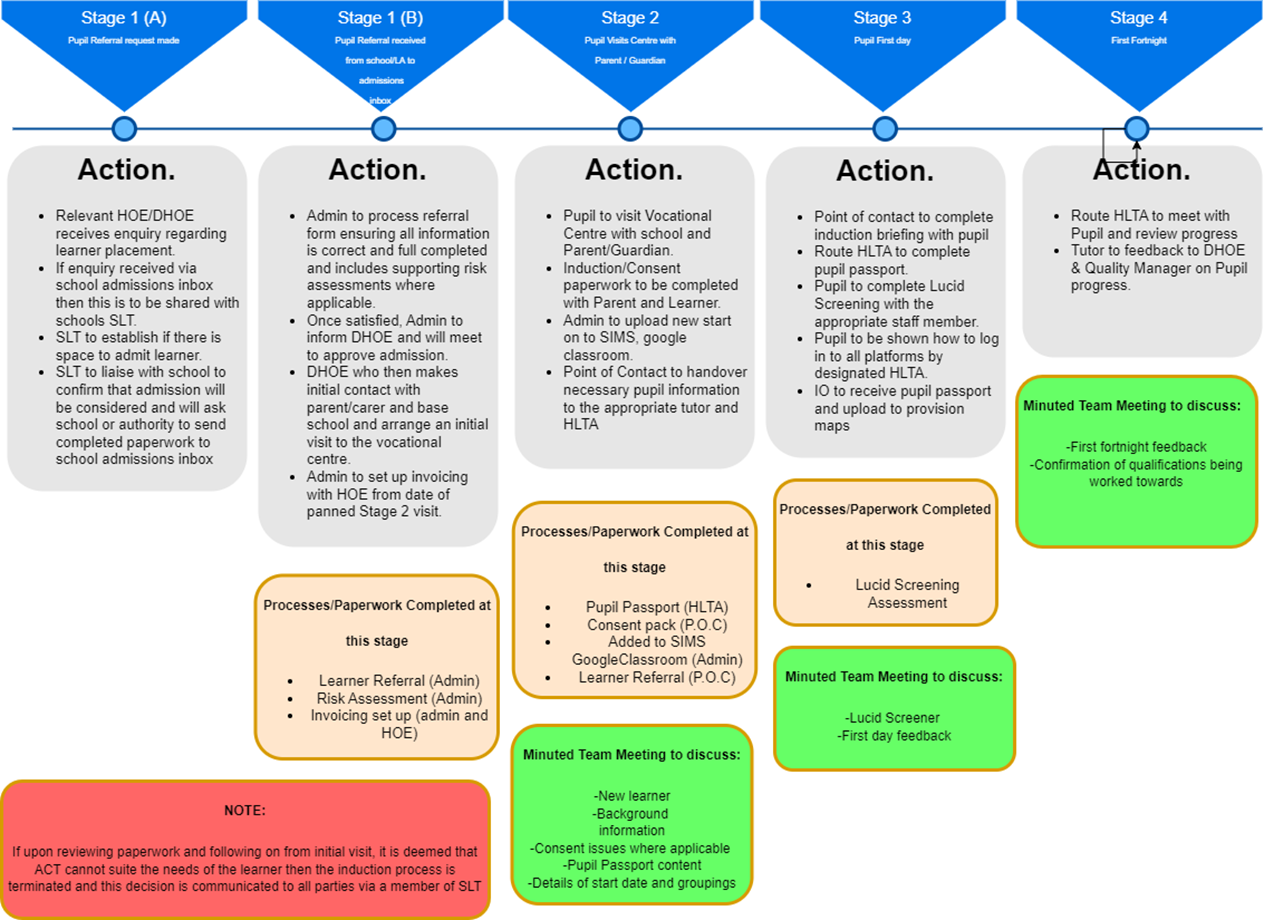 Stage 1 (A)
Pupil Referral request made
Stage 1 (B)
Pupil Referral received
from school/LA to
admissions
inbox
Stage 2
Pupil Visits Centre with
Parent / Guardian
Stage 3
Pupil First day
Stage 4
First Fortnight
Action.
• Relevant HOE/DHOE
receives enquiry regarding
learner placement.
• If enquiry received via
school admissions inbox
then this is to be shared with
schools SLT.
• SLT to establish if there is
space to admit learner.
• SLT to liaise with school to
confirm that admission will
be considered and will ask
school or authority to send
completed paperwork to
school admissions inbox
Action.
• Admin to process referral
form ensuring all information
is correct and full completed
and includes supporting risk
assessments where
applicable.
• Once satisfied, Admin to
inform DHOE and will meet
to approve admission.
• DHOE who then makes
initial contact with
parent/carer and base
school and arrange an initial
visit to the vocational
centre.
• Admin to set up invoicing
with HOE from date of
panned Stage 2 visit.
Processes/Paperwork Completed at
this stage
• Learner Referral (Admin)
• Risk Assessment (Admin)
• Invoicing set up (admin and
HOE)
NOTE:
If upon reviewing paperwork and following on from initial visit, it is deemed that
ACT cannot suite the needs of the learner then the induction process is
terminated and this decision is communicated to all parties via a member of SLT
Action.
• Pupil to visit Vocational
Centre with school and
Parent/Guardian.
• Induction/Consent
paperwork to be completed
with Parent and Learner.
• Admin to upload new start
on to SIMS, google
classroom.
• Point of Contact to handover
necessary pupil information
to the appropriate tutor and
HLTA
Processes/Paperwork Completed at
this stage
• Pupil Passport (HLTA)
• Consent pack (P.O.C)
• Added to SIMS
GoogleClassroom (Admin)
• Learner Referral (P.O.C)
Minuted Team Meeting to discuss:
-New learner
-Background
information
-Consent issues where applicable
-Pupil Passport content
-Details of start date and groupings
Action.
• Point of contact to complete
induction briefing with pupil
• Route HLTA to complete
pupil passport.
• Pupil to complete Lucid
Screening with the
appropriate staff member.
• Pupil to be shown how to log
in to all platforms by
designated HLTA.
• IO to receive pupil passport
and upload to provision
maps
Processes/Paperwork Completed
at this stage
• Lucid Screening
Assessment
Minuted Team Meeting to discuss:
-Lucid Screener
-First day feedback
Action.
• Route HLTA to meet with
Pupil and review progress
• Tutor to feedback to DHOE
& Quality Manager on Pupil
progress.
Minuted Team Meeting to discuss:
-First fortnight feedback
-Confirmation of qualifications being
worked towards